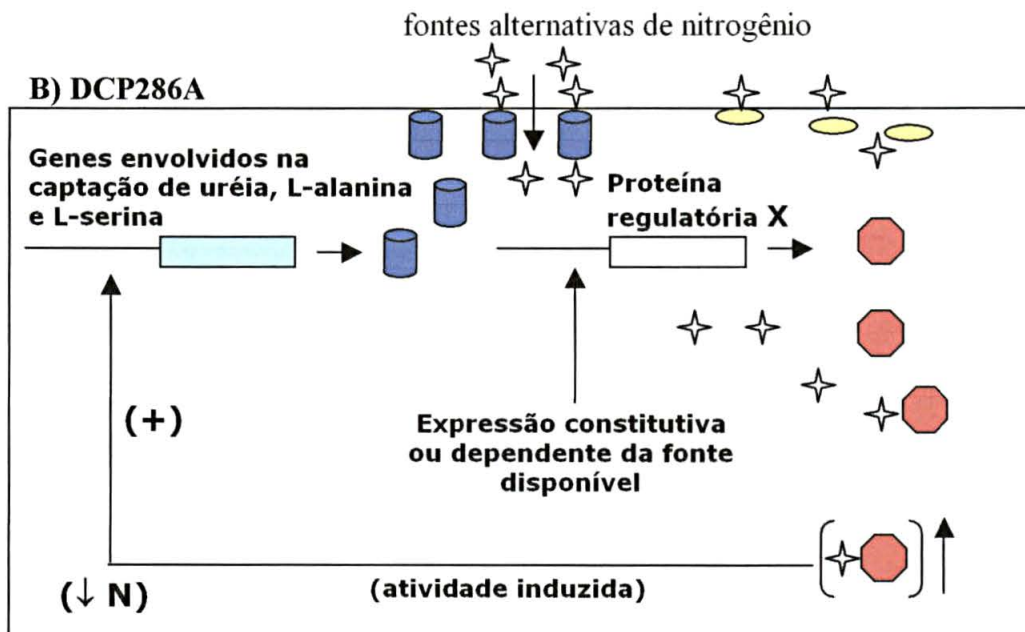 fontes alternativas de nitrogênio
B) DCP286A
Genes envolvidos na
captação de uréia, L-alanina
e L-serina
Proteína
regulatória X
(+)
Expressão constitutiva
ou dependente da fonte
disponível
(↓ N)
(atividade induzida)